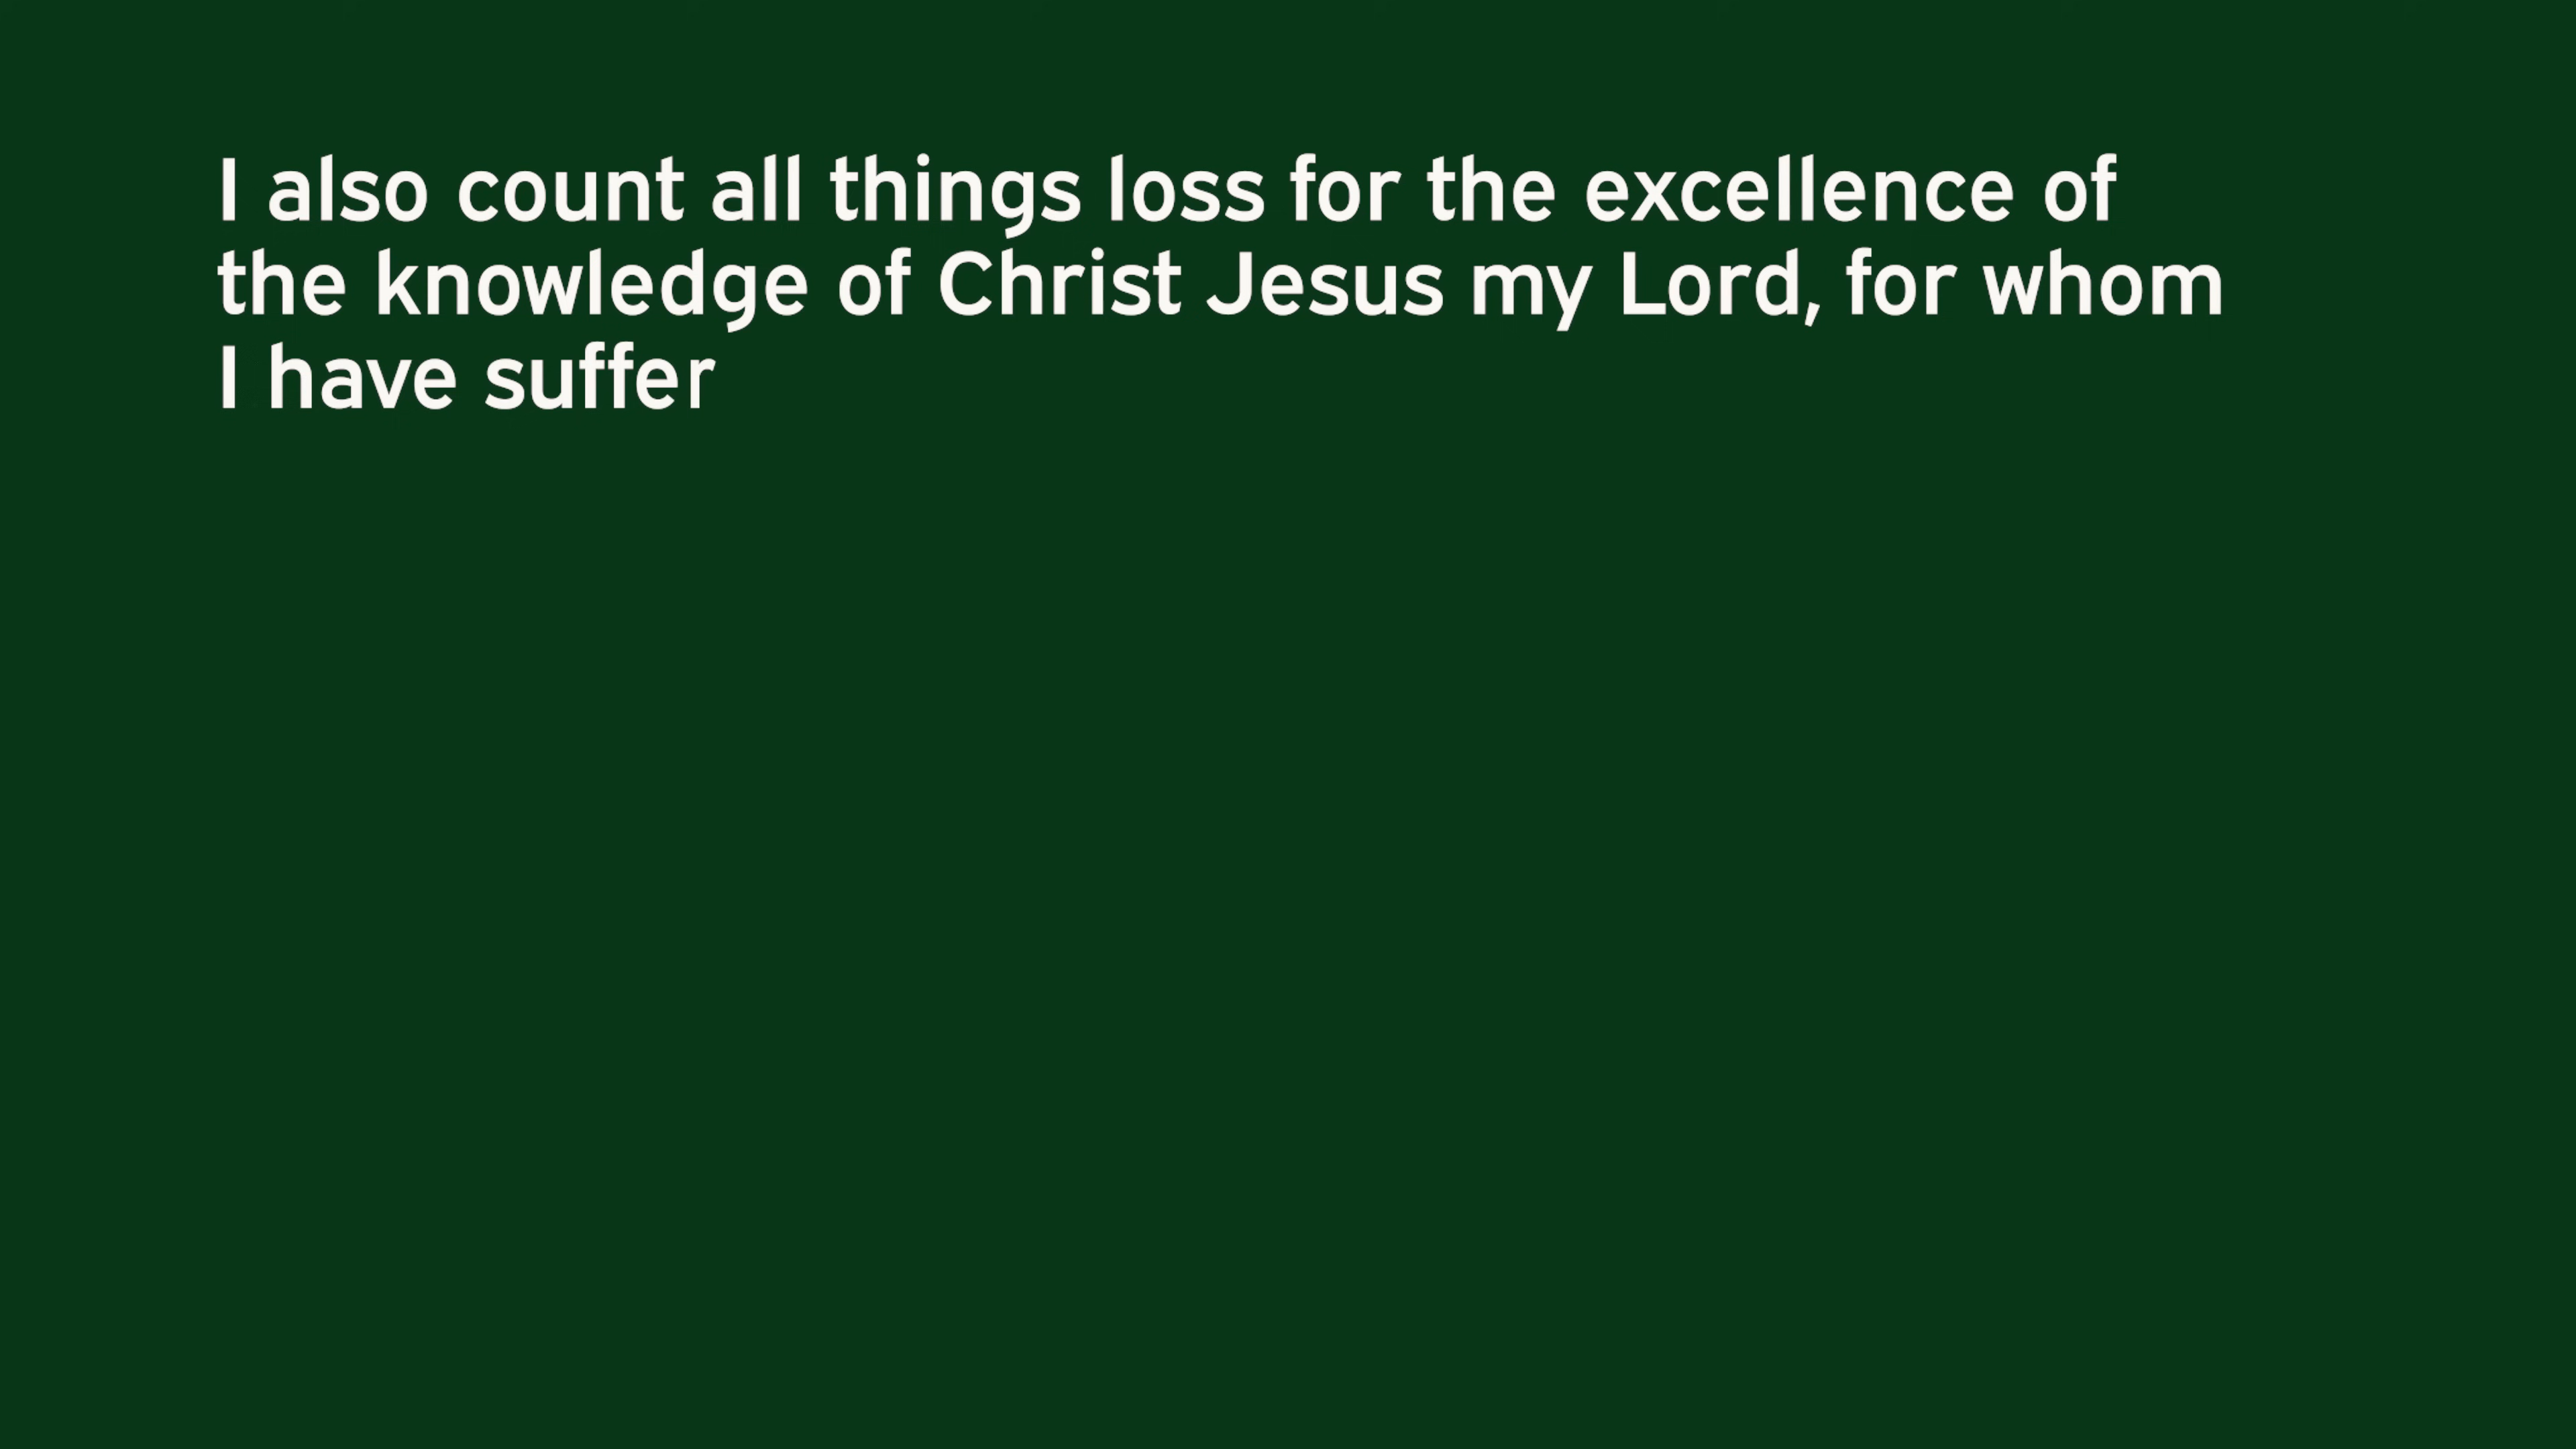 I also count all things loss for the excellence of
the knowledge of Christ Jesus my Lord, for whom
I have suffer